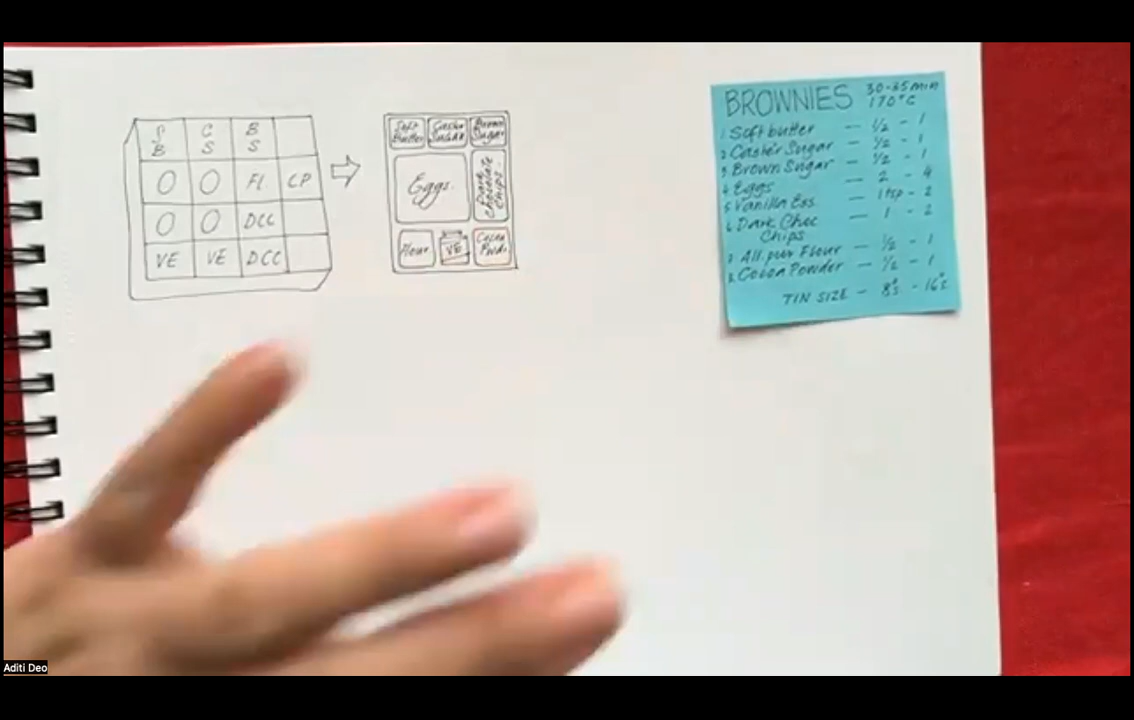 S
B
C
S
B
S
O
O
FL
CP
O
O
DCC
VE
VE
DCC
Soft
Butter
Caster
Sugar
Brown
Sugar
Eggs.
Dark
Chocolate
Chips
Flour
VE
Cocoa
Powdr
BROWNIES 30-35 min
170°C
1. Soft butter — ½ - 1
2. Caster Sugar — ½ - 1
3. Brown Sugar — ½ - 1
4. Eggs — 2 - 4
5. Vanilla Ess — 1 tsp - 2
6. Dark Choc — 1 - 2
Chips
7. All. pur Flour — ½ - 1
8. Cocoa Powder — ½ - 1
TIN SIZE — 8"s - 16"s
Aditi Deo